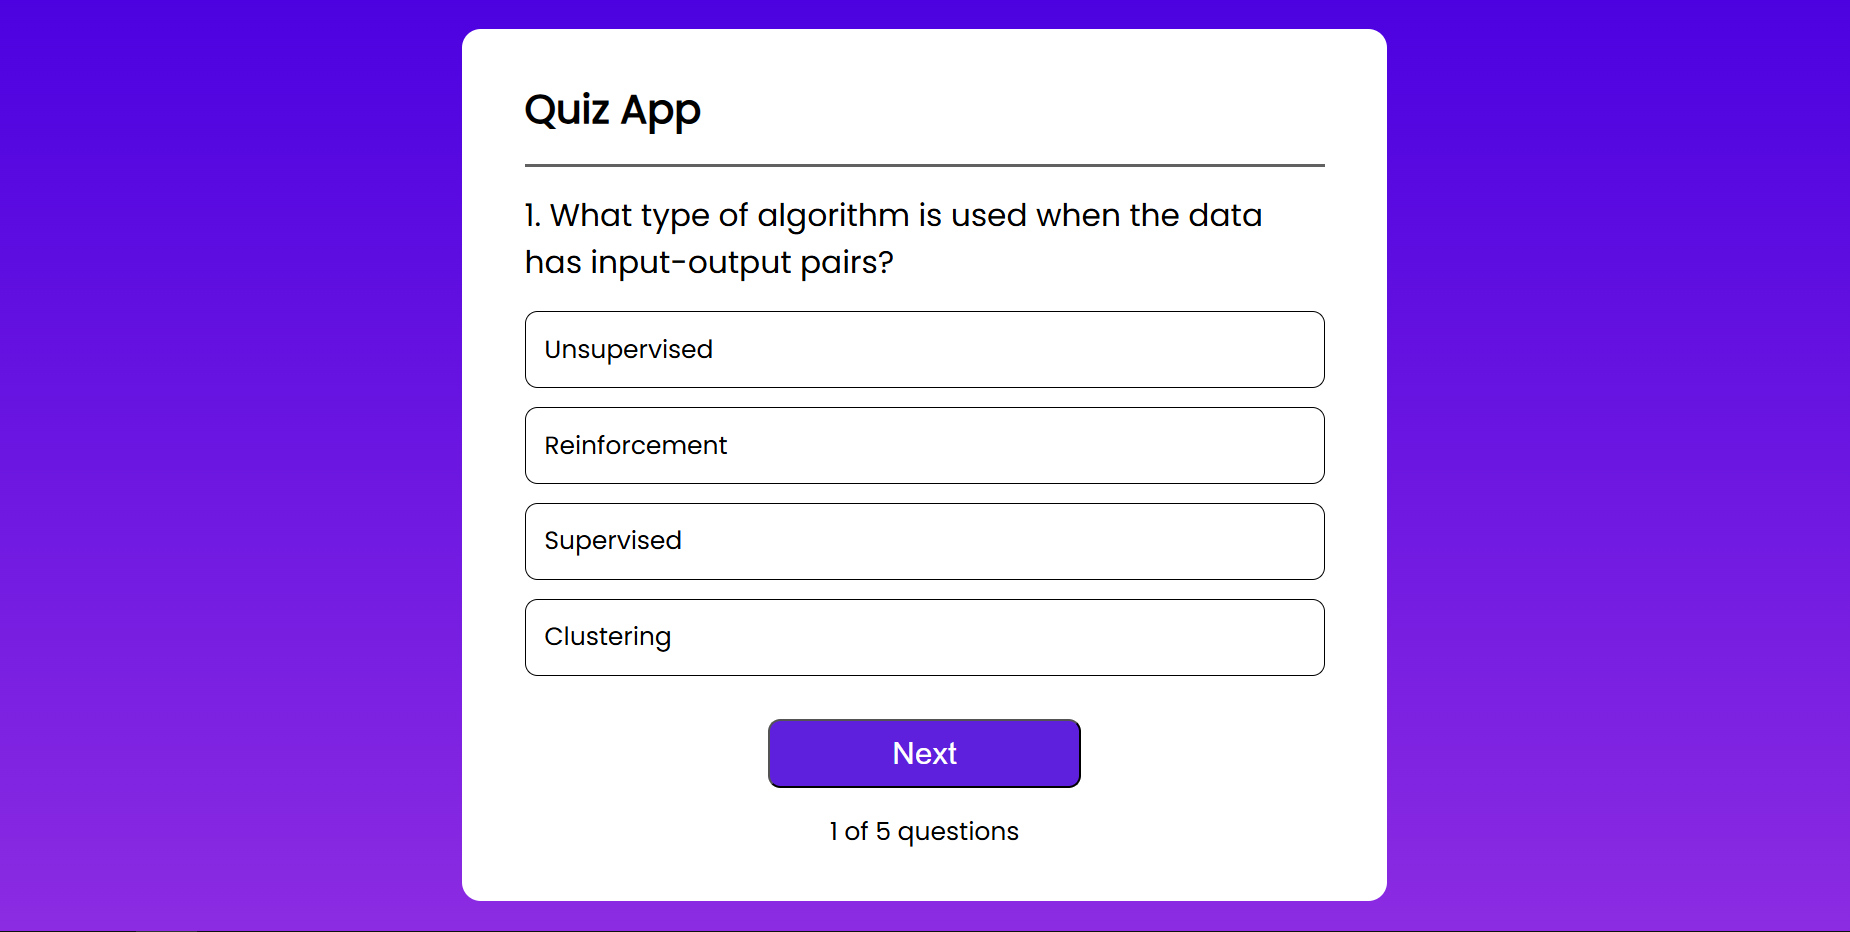 Quiz App
1. What type of algorithm is used when the data
has input-output pairs?
Unsupervised
Reinforcement
Supervised
Clustering
Next
1 of 5 questions